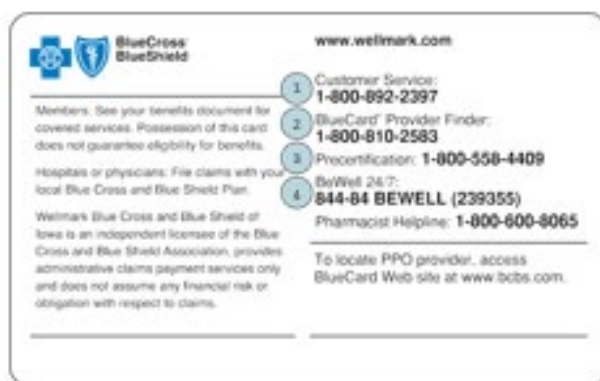 BlueCross
BlueShield
Members: See your benefits document for
covered services. Possession of this card
does not guarantee eligibility for benefits.
Hospitals or physicians: File claims with your
local Blue Cross and Blue Shield Plan.
Wellmark Blue Cross and Blue Shield of
Iowa is an independent licensee of the Blue
Cross and Blue Shield Association, provides
administrative claims payment services only
and does not assume any financial risk or
obligation with respect to claims.
www.wellmark.com
1 Customer Service:
1-800-892-2397
2 BlueCard® Provider Finder:
1-800-810-2583
3 Precertification: 1-800-558-4409
4 BeWell 24/7:
844-84 BEWELL (239355)
Pharmacist Helpline: 1-800-600-8065
To locate PPO provider, access
BlueCard Web site at www.bcbs.com.